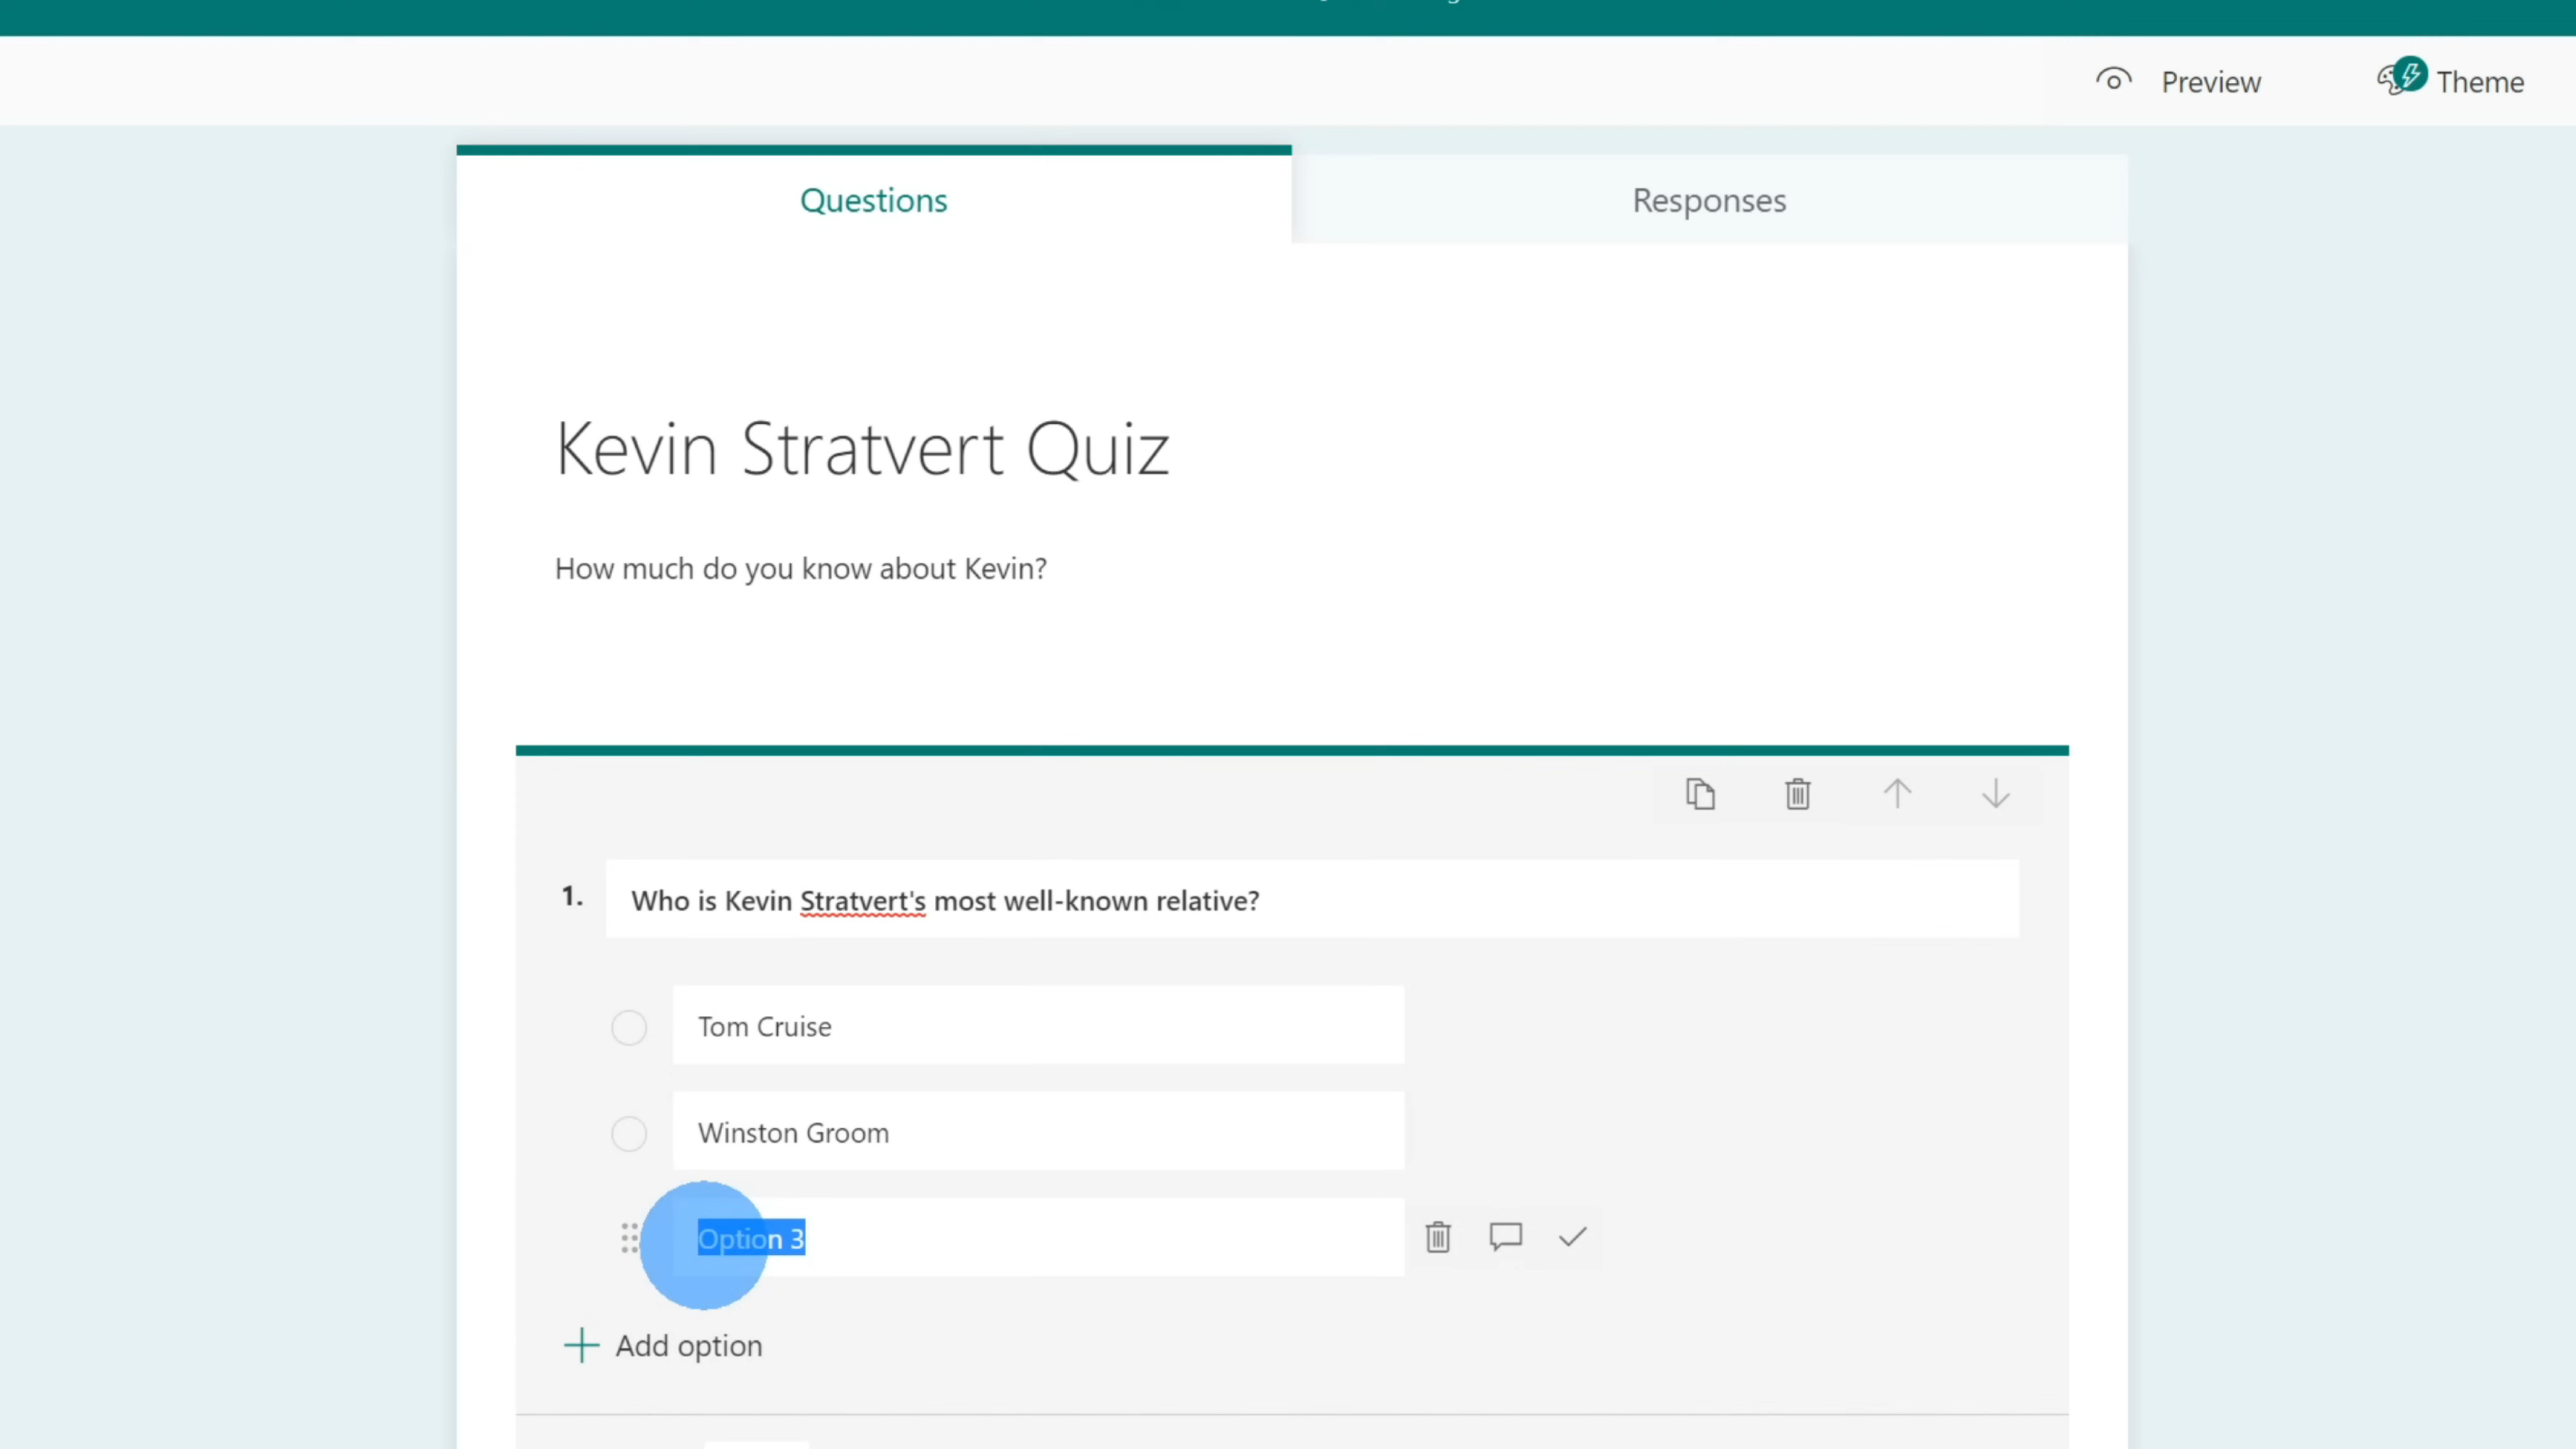 Preview
Theme
Questions
Responses
Kevin Stratvert Quiz
How much do you know about Kevin?
1.
Who is Kevin Stratvert's most well-known relative?
Tom Cruise
Winston Groom
Option 3
Add option